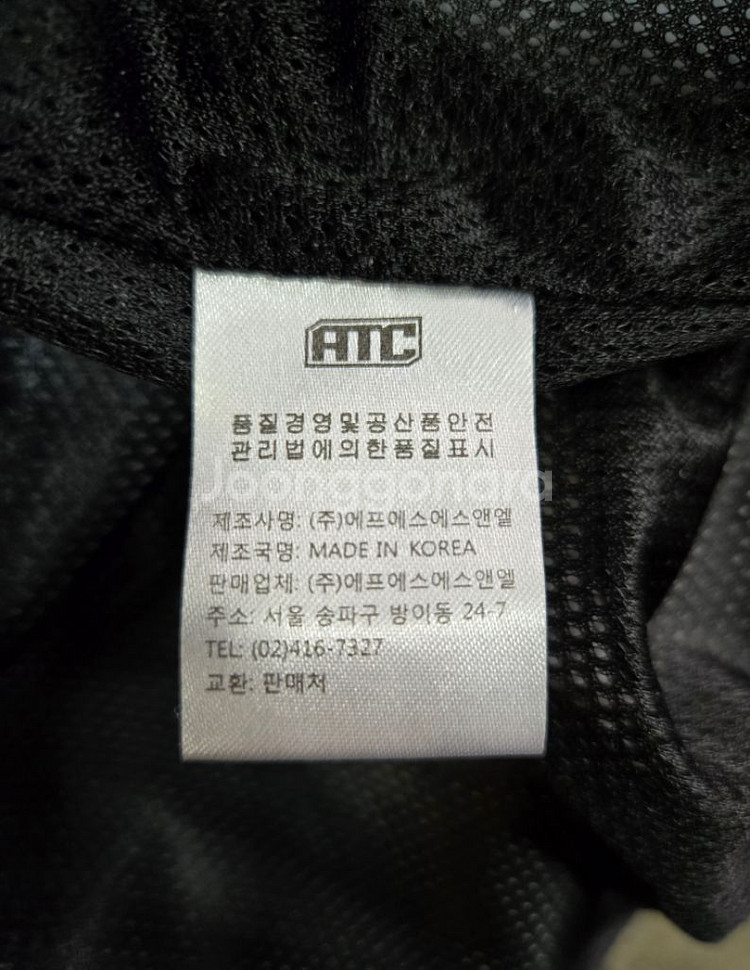 ATC
품질경영및공산품안전
관리법에의한품질표시
Joonggonara
제조사명: (주)에프에스에스앤엘
제조국명: MADE IN KOREA
판매업체: (주)에프에스에스앤엘
주소: 서울 송파구 방이동 24-7
TEL: (02)416-7327
교환: 판매처